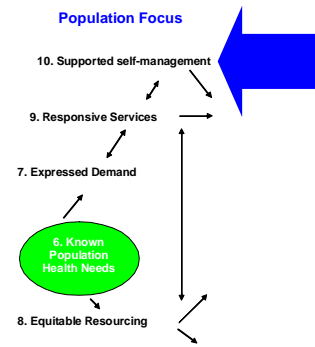 Population Focus
10. Supported self-management
9. Responsive Services
7. Expressed Demand
6. Known
Population
Health Needs
8. Equitable Resourcing